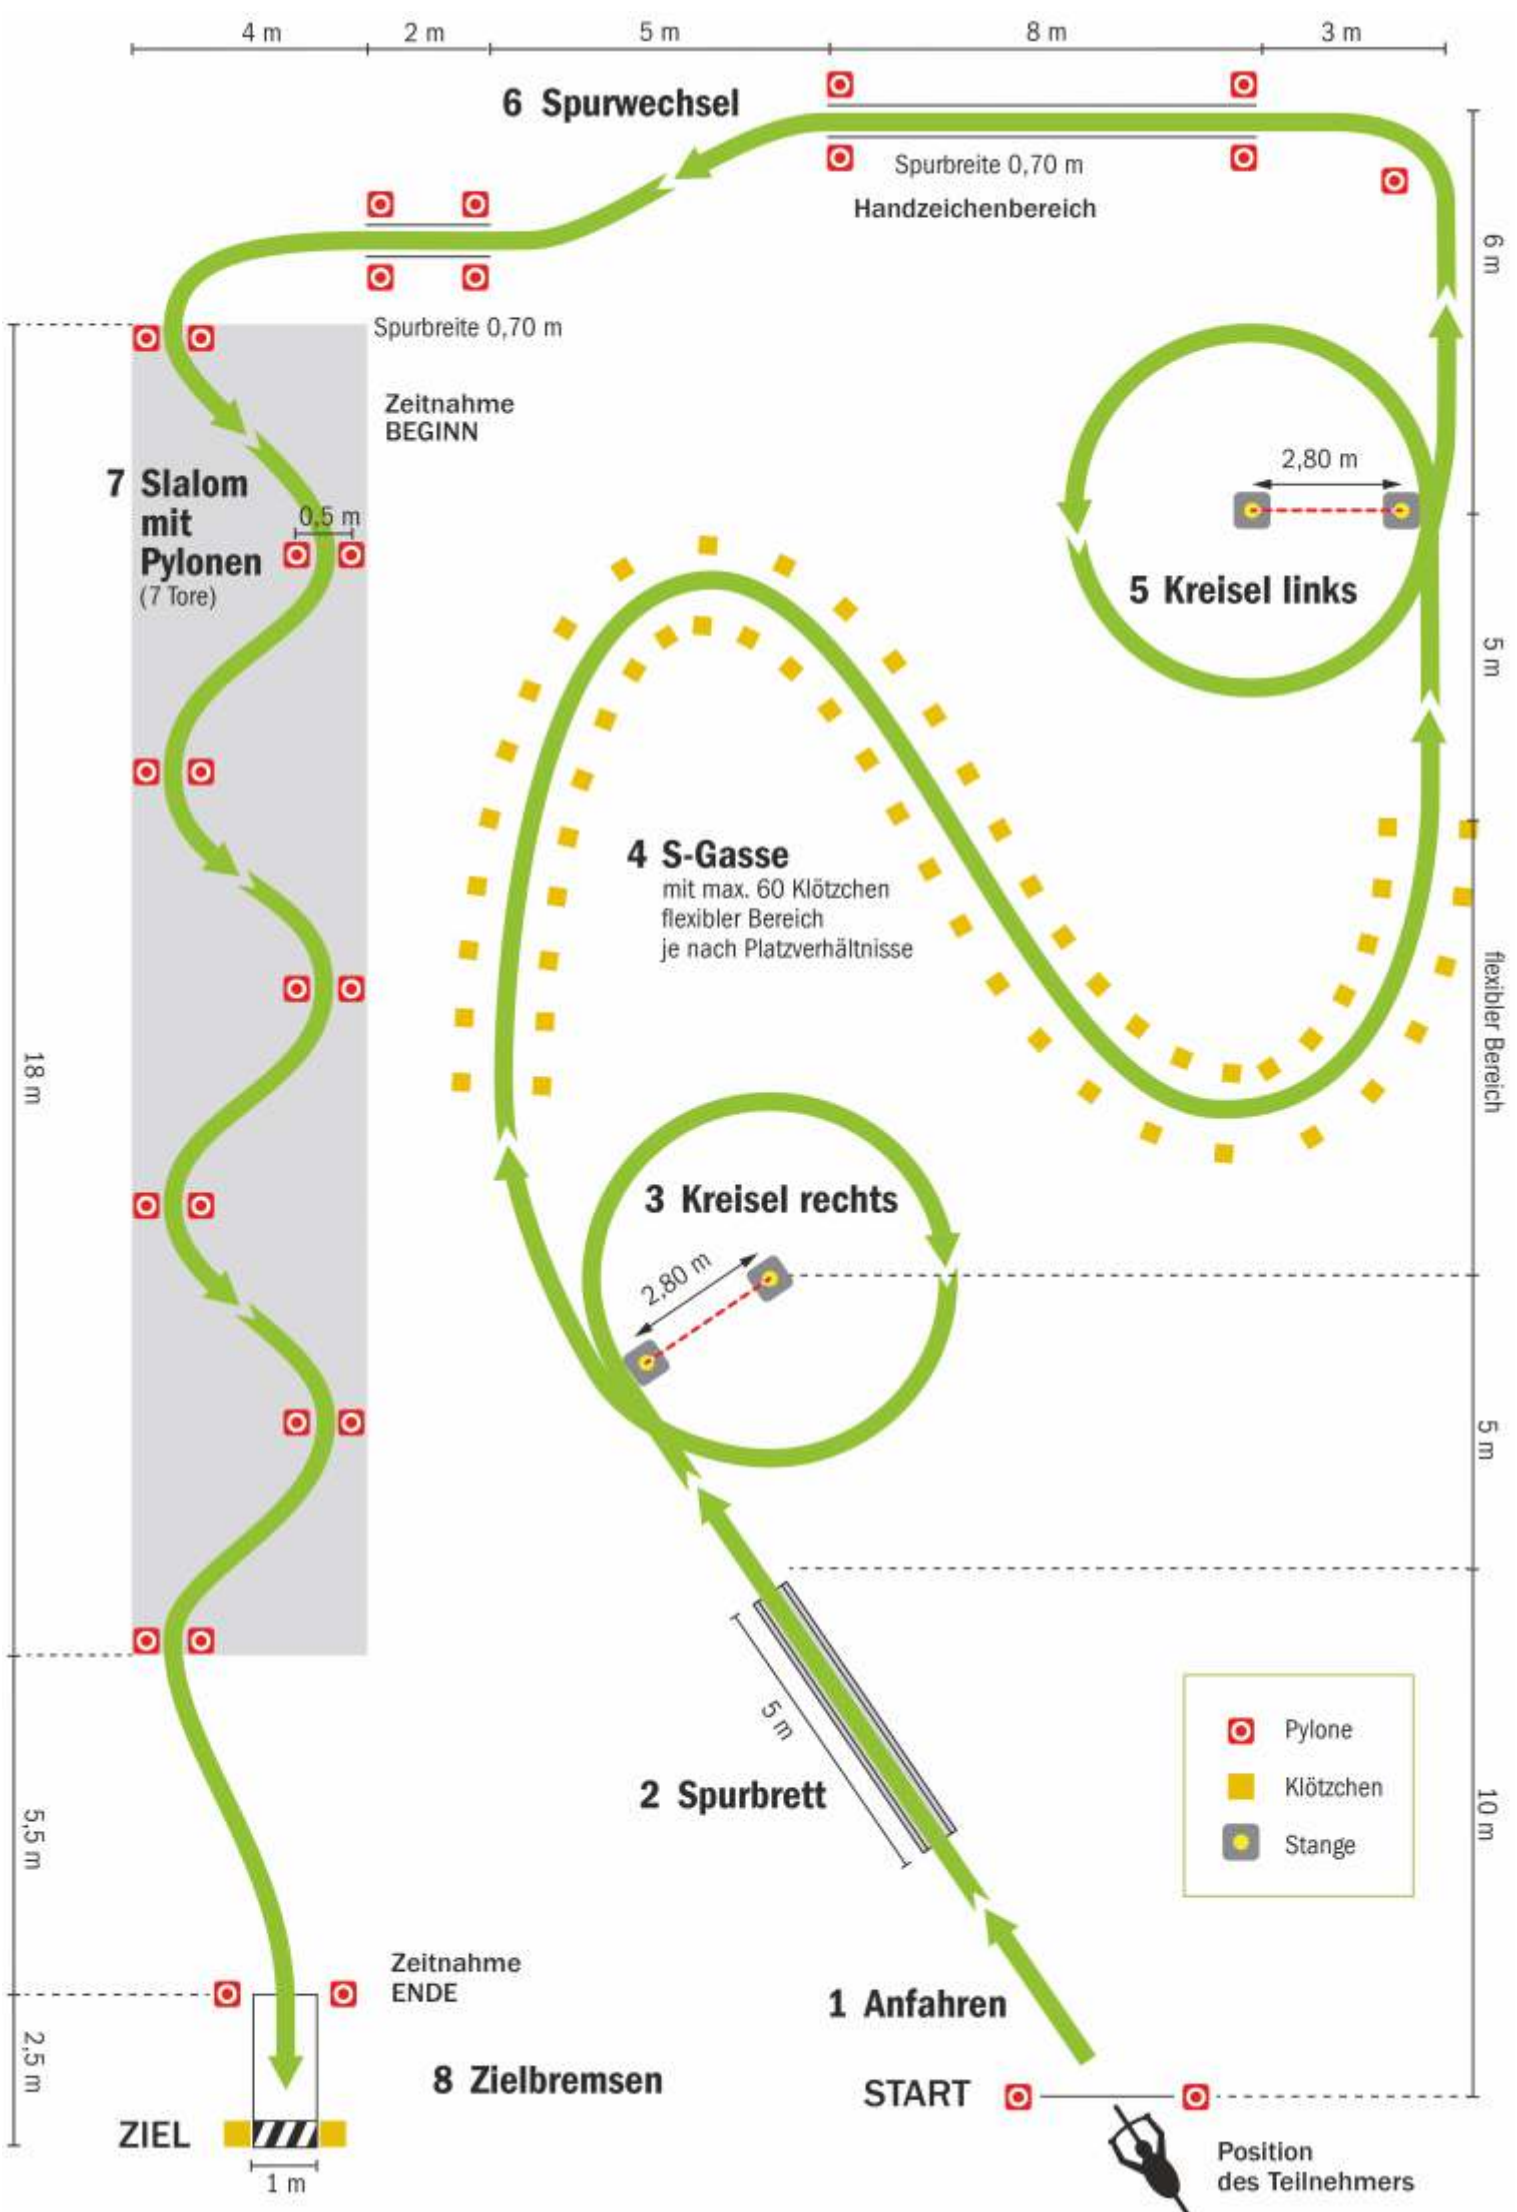 4 m
2 m
5 m
8 m
3 m
6 Spurwechsel
Spurbreite 0,70 m
Handzeichenbereich
6 m
Spurbreite 0,70 m
Zeitnahme
BEGINN
7 Slalom
mit
Pylonen
(7 Tore)
0,5 m
2,80 m
5 Kreisel links
5 m
4 S-Gasse
mit max. 60 Klötzchen
flexibler Bereich
je nach Platzverhältnisse
flexibler Bereich
18 m
3 Kreisel rechts
2,80 m
5 m
5 m
2 Spurbrett
Pylone
Klötzchen
Stange
10 m
5,5 m
Zeitnahme
ENDE
1 Anfahren
2,5 m
8 Zielbremsen
START
ZIEL
1 m
Position
des Teilnehmers